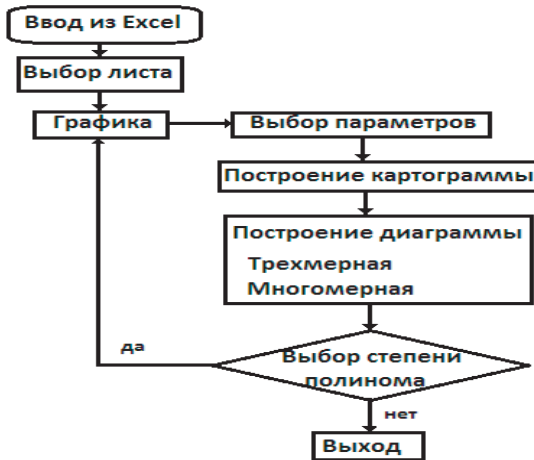 Ввод из Excel
Выбор листа
Графика
Выбор параметров
Построение картограммы
Построение диаграммы
Трехмерная
Многомерная
да
Выбор степени
полинома
нет
Выход